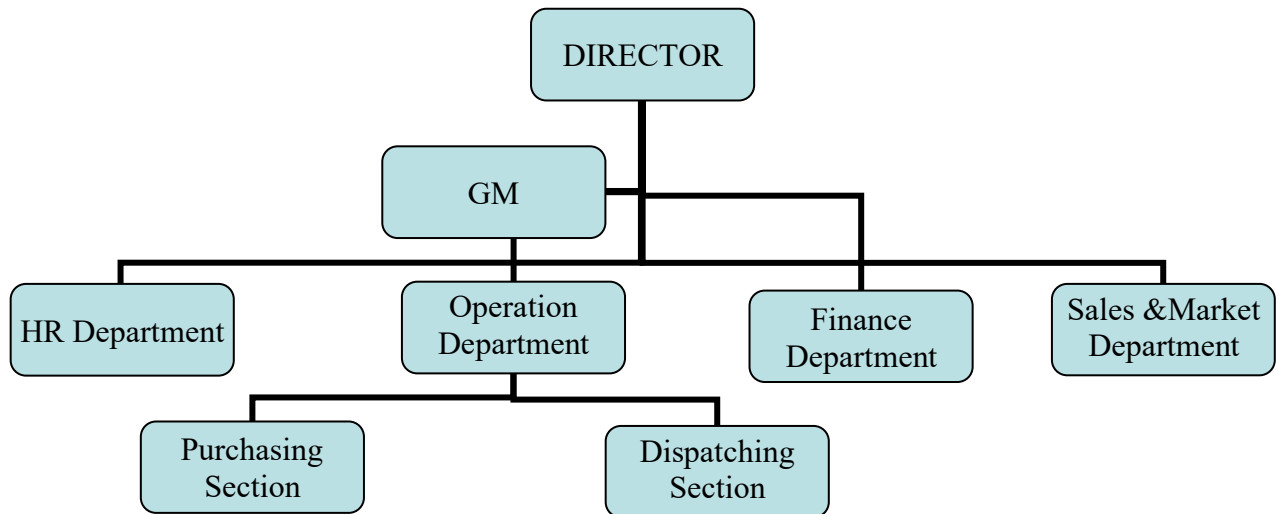 DIRECTOR
GM
HR Department
Operation
Department
Finance
Department
Sales &Market
Department
Purchasing
Section
Dispatching
Section